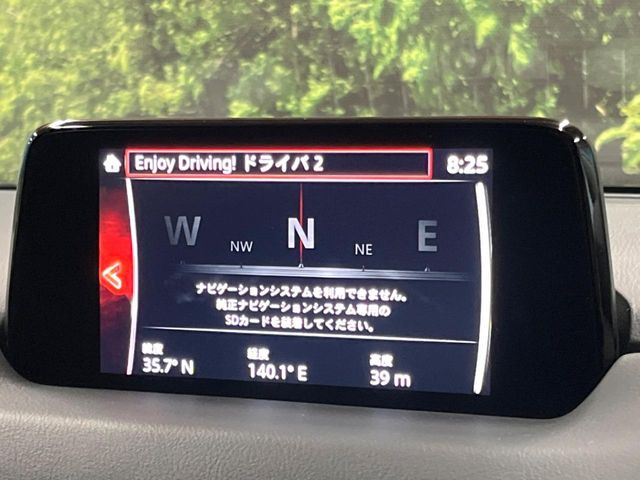 Enjoy Driving! ドライバ 2 8:25
W NW N NE E
ナビゲーションシステムを利用できません。
純正ナビゲーションシステム専用の
SDカードを装着してください。
緯度 経度 高度
35.7° N 140.1° E 39 m